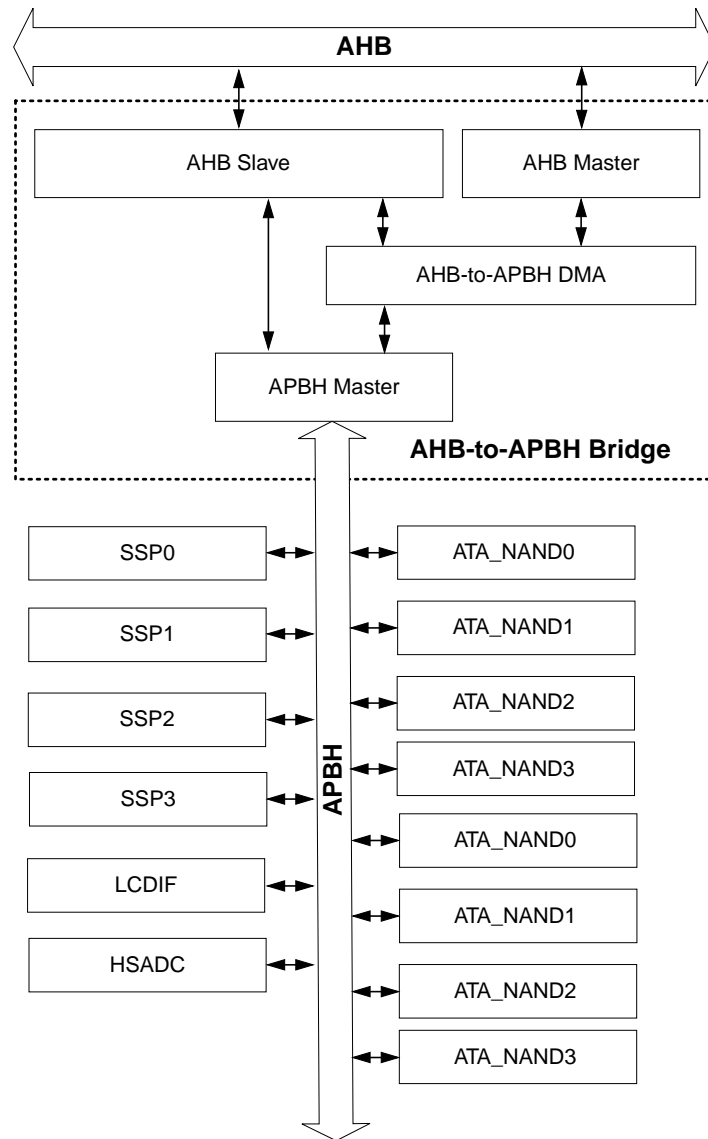 AHB
AHB Slave
AHB Master
AHB-to-APBH DMA
APBH Master
AHB-to-APBH Bridge
SSP0
SSP1
SSP2
SSP3
LCDIF
HSADC
APBH
ATA_NAND0
ATA_NAND1
ATA_NAND2
ATA_NAND3
ATA_NAND0
ATA_NAND1
ATA_NAND2
ATA_NAND3